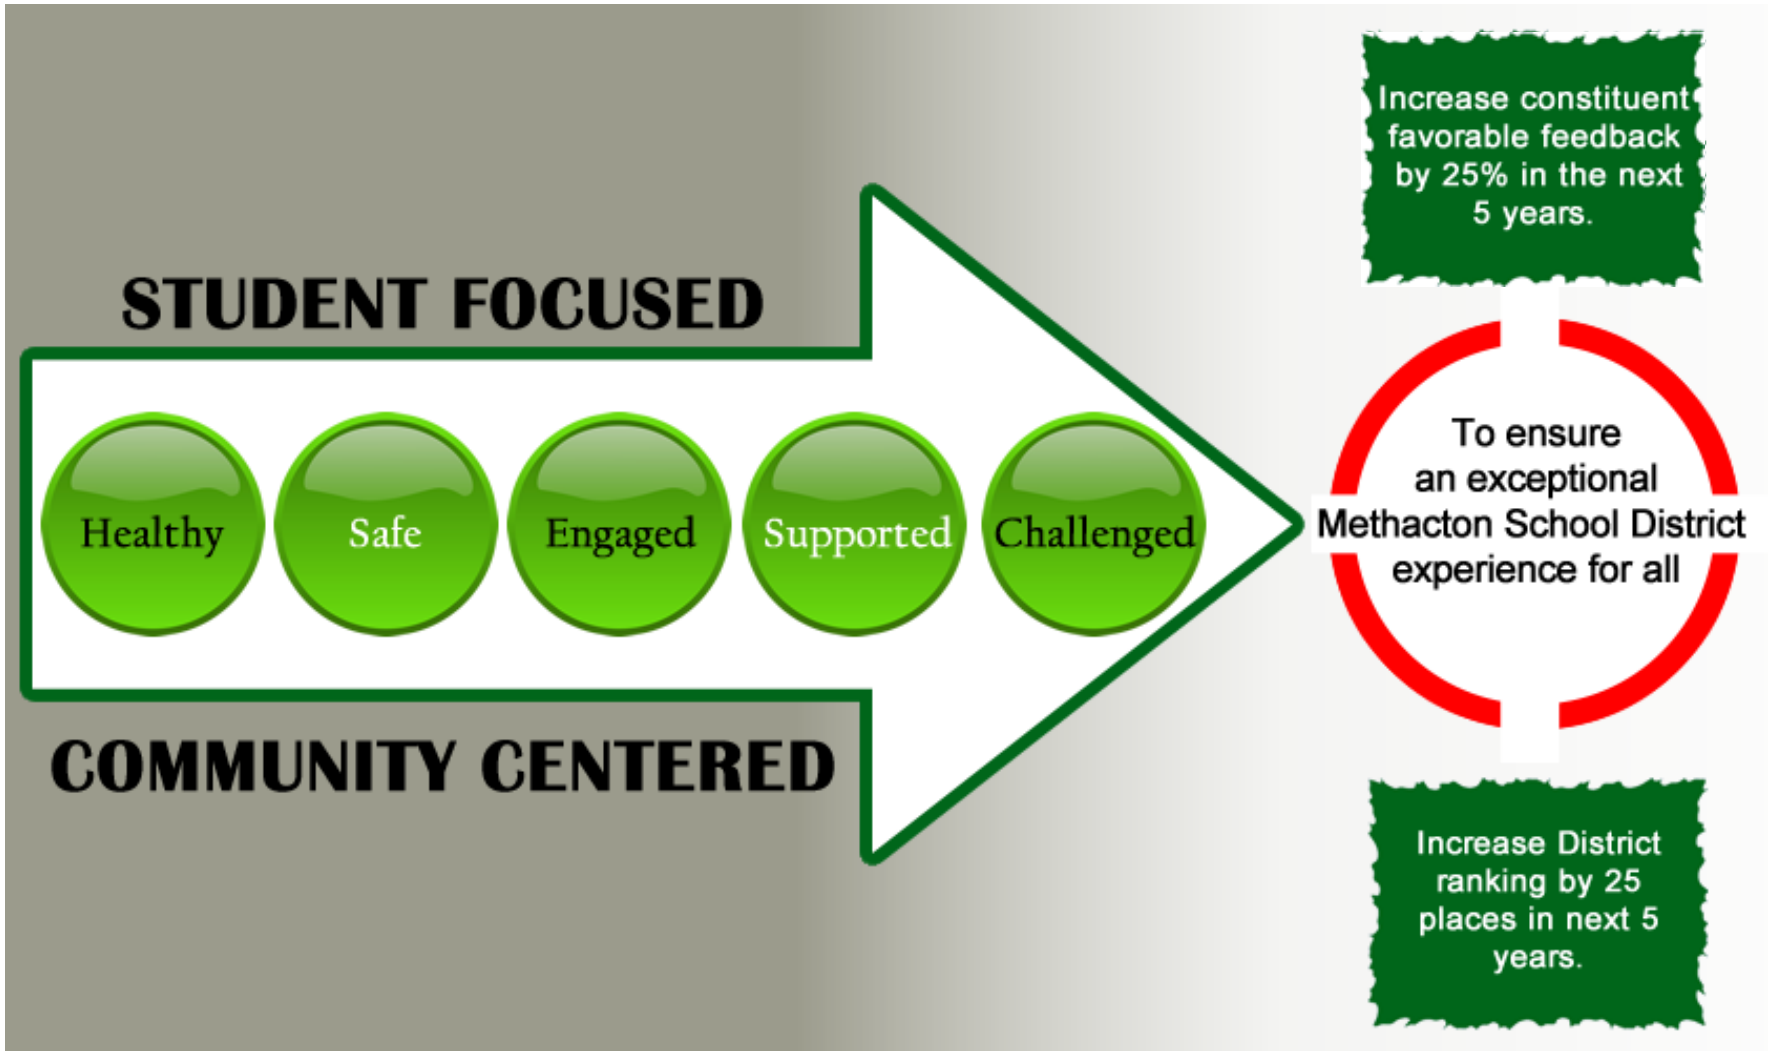 STUDENT FOCUSED
Healthy
Safe
Engaged
Supported
Challenged
COMMUNITY CENTERED
Increase constituent
favorable feedback
by 25% in the next
5 years.
To ensure
an exceptional
Methacton School District
experience for all
Increase District
ranking by 25
places in next 5
years.